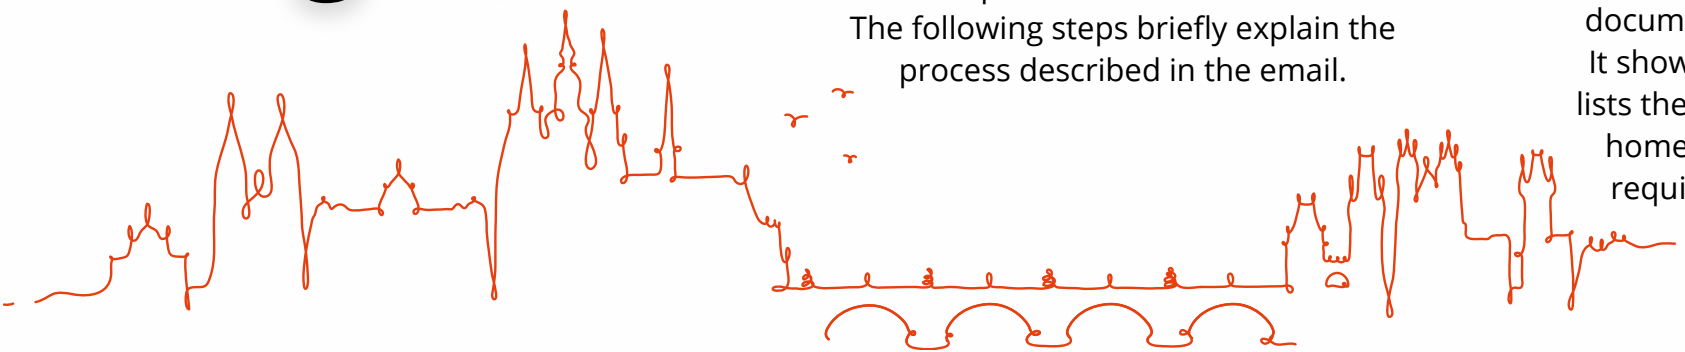 The following steps briefly explain the
process described in the email.
docum
It show
lists the
home
requi